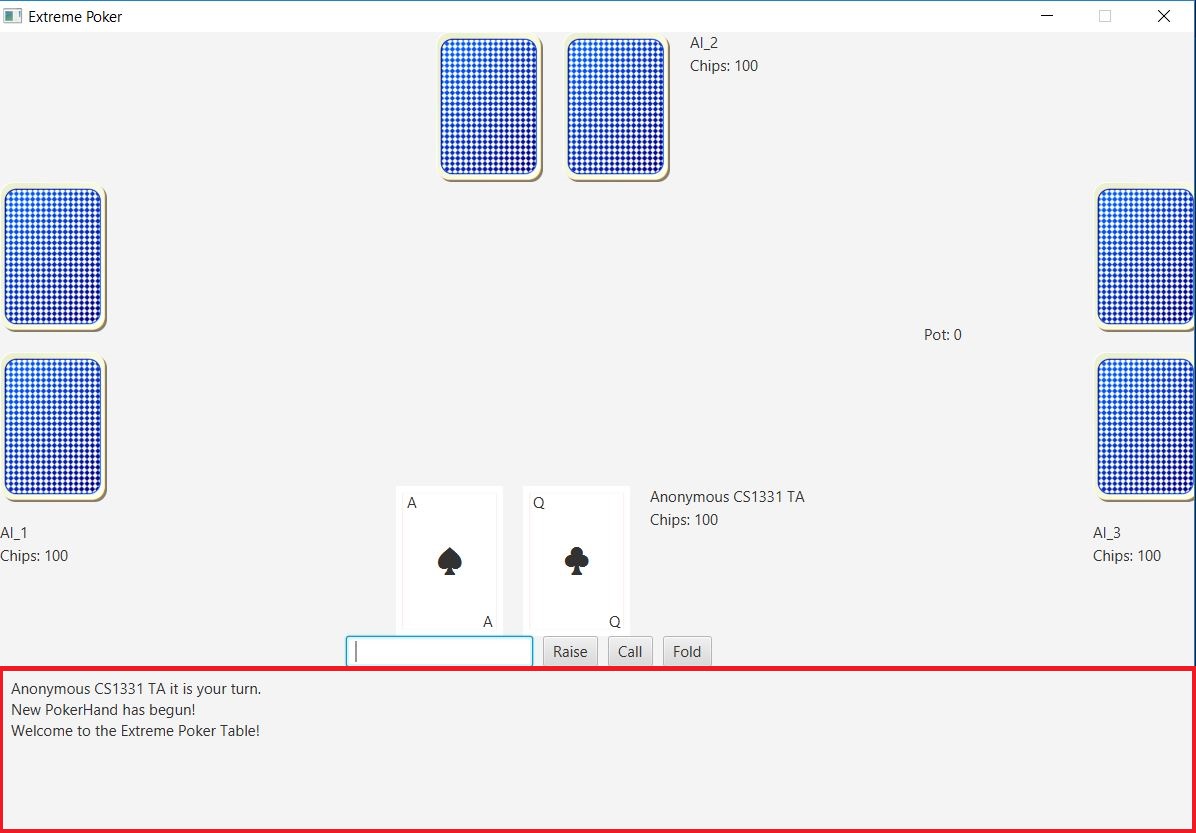 Extreme Poker
AI_2
Chips: 100
Pot: 0
AI_1
Chips: 100
A
A
Q
Q
Anonymous CS1331 TA
Chips: 100
AI_3
Chips: 100
Raise
Call
Fold
Anonymous CS1331 TA it is your turn.
New PokerHand has begun!
Welcome to the Extreme Poker Table!